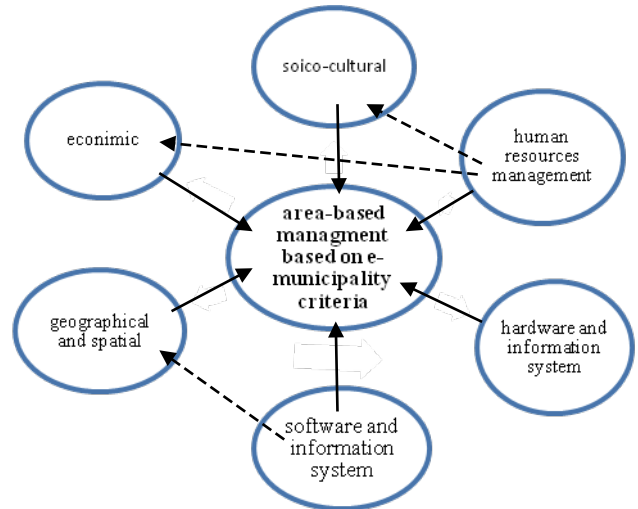 soico-cultural
econimic
human
resources
management
area-based
managment
based on e-
municipality
criteria
geographical
and spatial
hardware and
information
system
software and
information
system